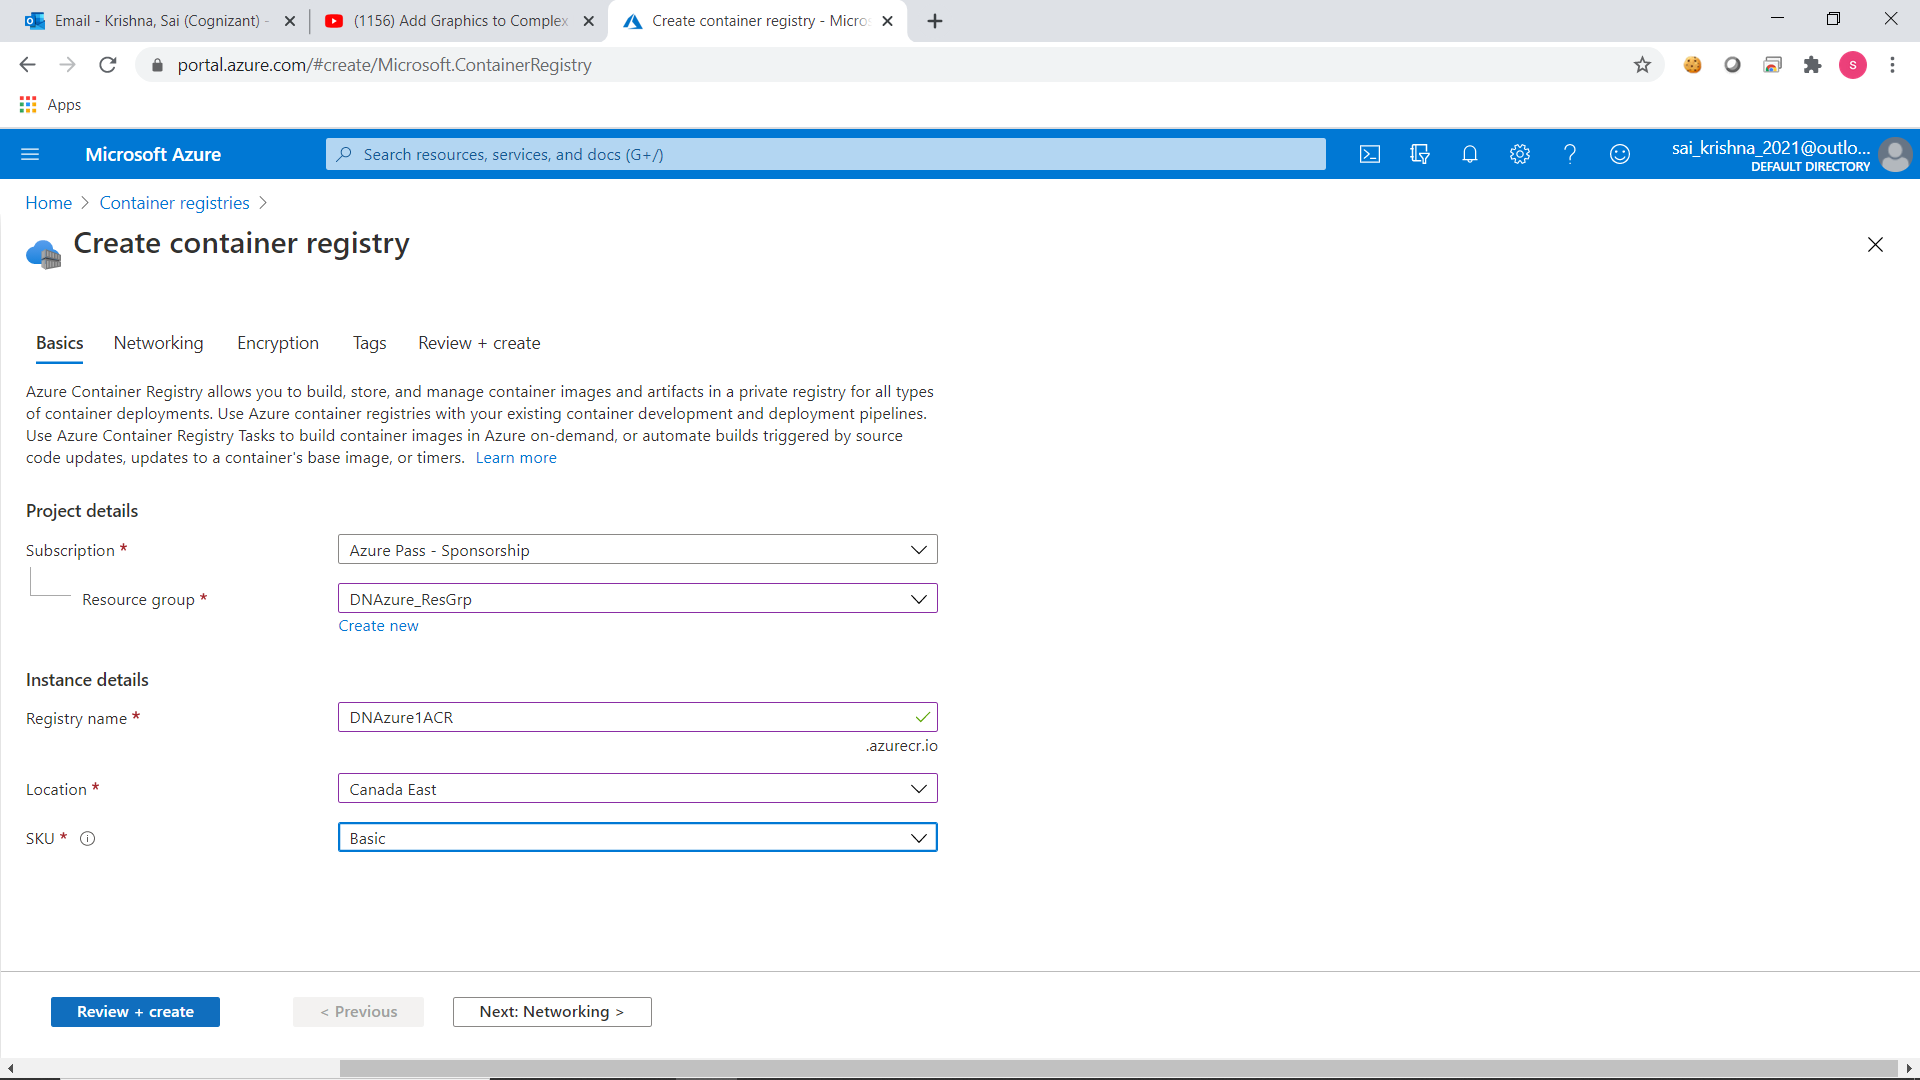 Email - Krishna, Sai (Cognizant) -
(1156) Add Graphics to Complex
Create container registry - Micros
portal.azure.com/#create/Microsoft.ContainerRegistry
S
Apps
Microsoft Azure
Search resources, services, and docs (G+/)
sai_krishna_2021@outlo...
DEFAULT DIRECTORY
Home > Container registries >
Create container registry
Basics
Networking
Encryption
Tags
Review + create
Azure Container Registry allows you to build, store, and manage container images and artifacts in a private registry for all types
of container deployments. Use Azure container registries with your existing container development and deployment pipelines.
Use Azure Container Registry Tasks to build container images in Azure on-demand, or automate builds triggered by source
code updates, updates to a container's base image, or timers. Learn more
Project details
Subscription *
Azure Pass - Sponsorship
Resource group *
DNAzure_ResGrp
Create new
Instance details
Registry name *
DNAzure1ACR
.azurecr.io
Location *
Canada East
SKU *
Basic
Review + create
< Previous
Next: Networking >